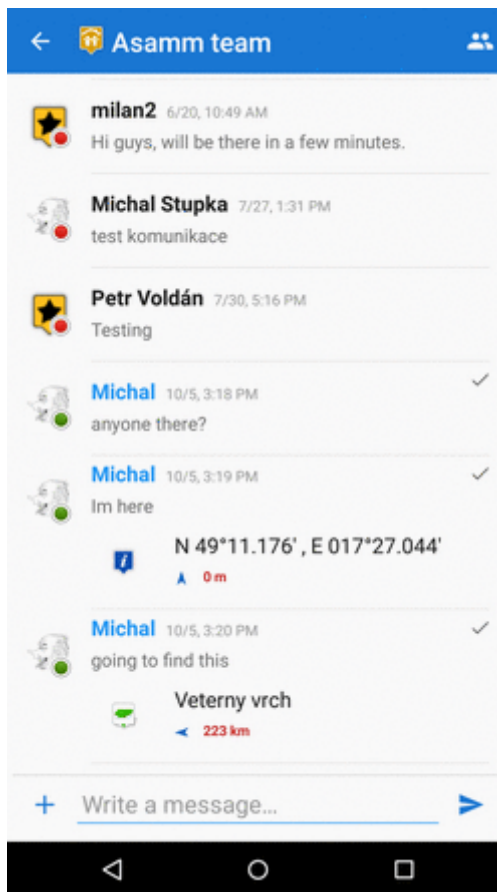 Asamm team
milan2 6/20, 10:49 AM
Hi guys, will be there in a few minutes.
Michal Stupka 7/27, 1:31 PM
test komunikace
Petr Voldán 7/30, 5:16 PM
Testing
Michal 10/5, 3:18 PM
anyone there?
Michal 10/5, 3:19 PM
Im here
N 49°11.176' , E 017°27.044'
0 m
Michal 10/5, 3:20 PM
going to find this
Veterny vrch
223 km
Write a message...